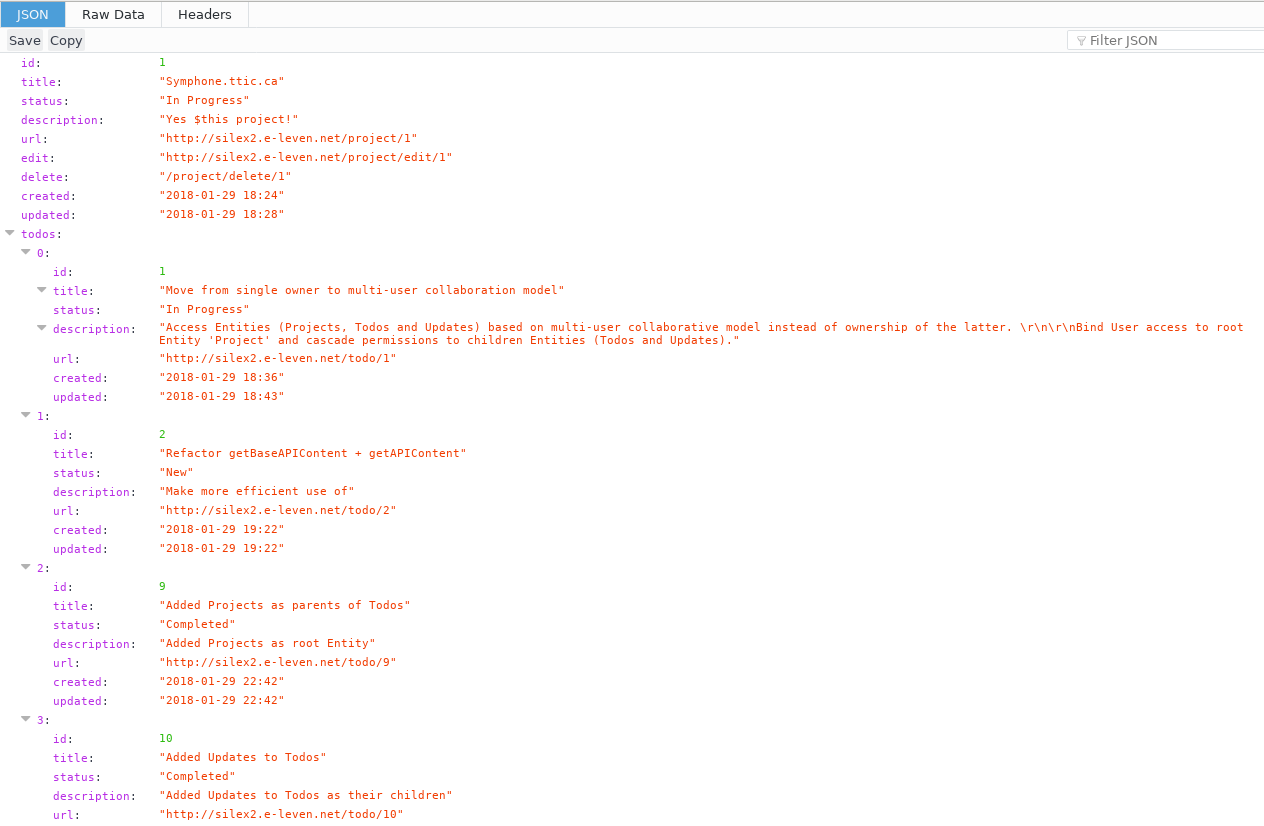 JSON Raw Data Headers
Save Copy Filter JSON
id: 1
title: "Symphone.ttic.ca"
status: "In Progress"
description: "Yes $this project!"
url: "http://silex2.e-leven.net/project/1"
edit: "http://silex2.e-leven.net/project/edit/1"
delete: "/project/delete/1"
created: "2018-01-29 18:24"
updated: "2018-01-29 18:28"
todos:
0:
id: 1
title: "Move from single owner to multi-user collaboration model"
status: "In Progress"
description: "Access Entities (Projects, Todos and Updates) based on multi-user collaborative model instead of ownership of the latter. \r\n\r\nBind User access to root
Entity 'Project' and cascade permissions to children Entities (Todos and Updates)."
url: "http://silex2.e-leven.net/todo/1"
created: "2018-01-29 18:36"
updated: "2018-01-29 18:43"
1:
id: 2
title: "Refactor getBaseAPIContent + getAPIContent"
status: "New"
description: "Make more efficient use of"
url: "http://silex2.e-leven.net/todo/2"
created: "2018-01-29 19:22"
updated: "2018-01-29 19:22"
2:
id: 9
title: "Added Projects as parents of Todos"
status: "Completed"
description: "Added Projects as root Entity"
url: "http://silex2.e-leven.net/todo/9"
created: "2018-01-29 22:42"
updated: "2018-01-29 22:42"
3:
id: 10
title: "Added Updates to Todos"
status: "Completed"
description: "Added Updates to Todos as their children"
url: "http://silex2.e-leven.net/todo/10"